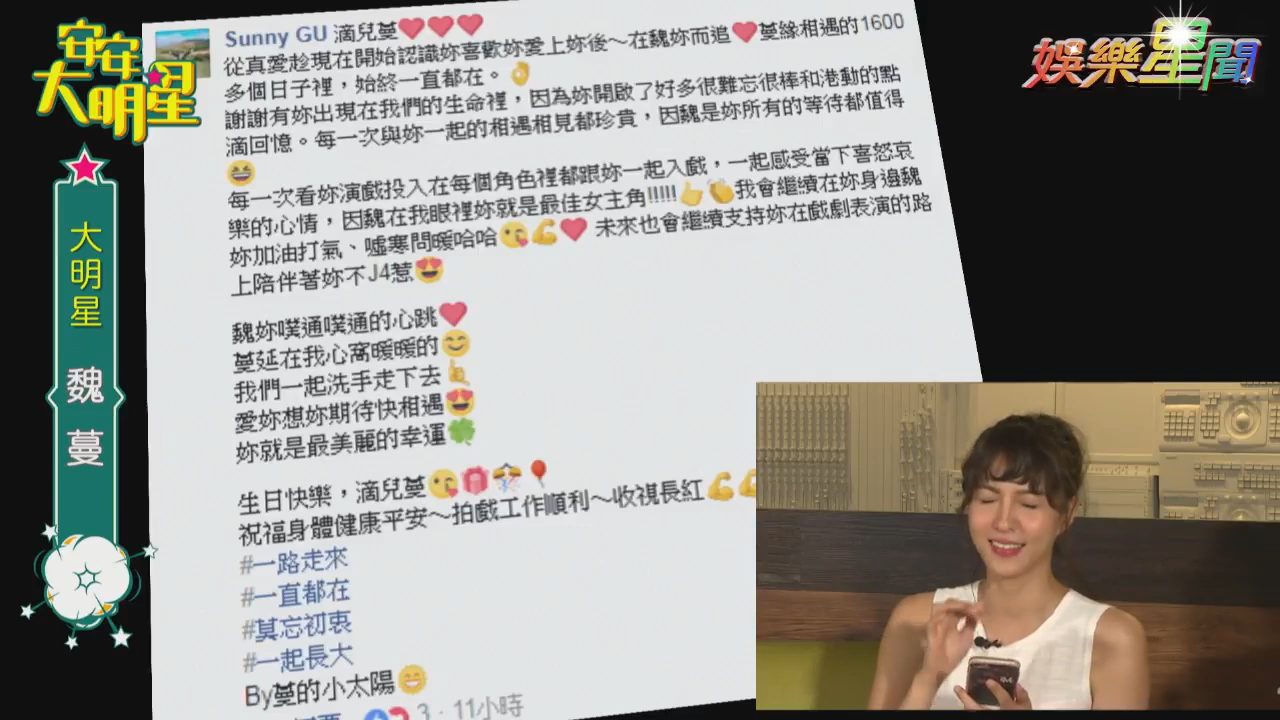 安安
大明星
大明星
魏蔓
娛樂星聞
Sunny GU 滴兒蔓❤❤❤
從真愛趁現在開始認識妳喜歡妳愛上妳後～在魏妳而追❤蔓緣相遇的1600
多個日子裡，始終一直都在。👌
謝謝有妳出現在我們的生命裡，因為妳開啟了好多很難忘很棒和港動的點
滴回憶。每一次與妳一起的相遇相見都珍貴，因魏是妳所有的等待都值得
😆
每一次看妳演戲投入在每個角色裡都跟妳一起入戲，一起感受當下喜怒哀
樂的心情，因魏在我眼裡妳就是最佳女主角!!!!!👍👏我會繼續在妳身邊魏
妳加油打氣、噓寒問暖哈哈😘💪❤ 未來也會繼續支持妳在戲劇表演的路
上陪伴著妳不J4惹😍
魏妳噗通噗通的心跳❤
蔓延在我心窩暖暖的😊
我們一起洗手走下去🤙
愛妳想妳期待快相遇😍
妳就是最美麗的幸運🍀
生日快樂，滴兒蔓😘🎁🎊🎈
祝福身體健康平安～拍戲工作順利～收視長紅💪💪
#一路走來
#一直都在
#莫忘初衷
#一起長大
By蔓的小太陽😁
3 · 11小時